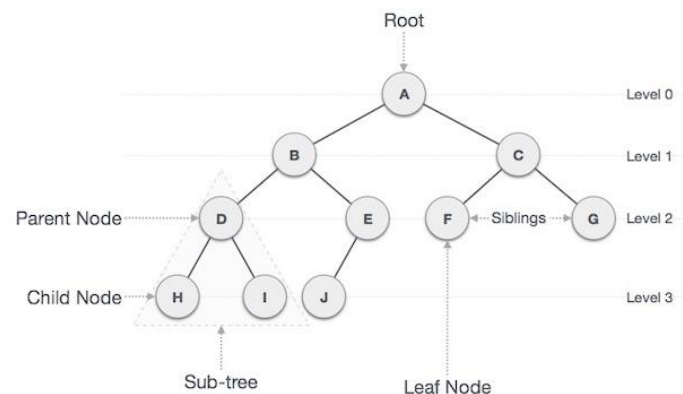 Root
A
Level 0
B
C
Level 1
Parent Node
D
E
F
Siblings
G
Level 2
Child Node
H
I
J
Level 3
Sub-tree
Leaf Node